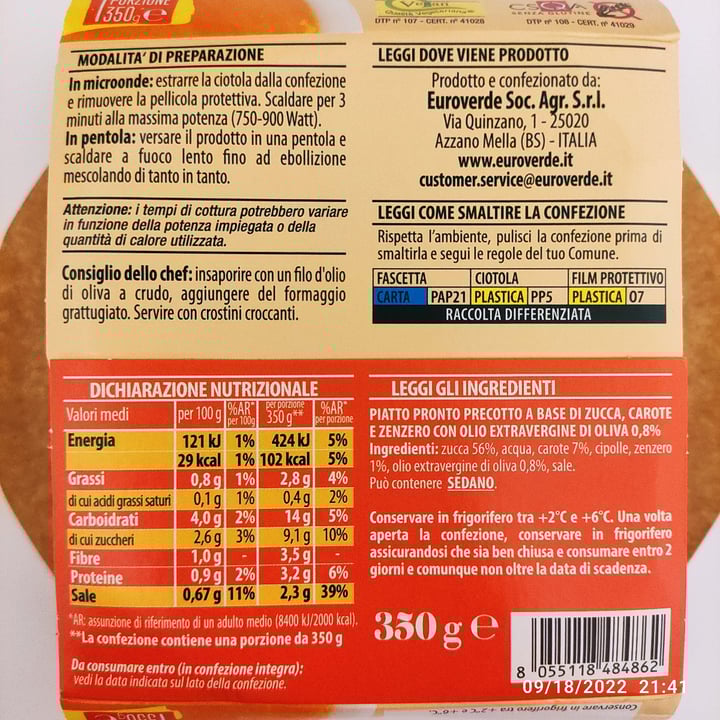 PORZIONE
350g e
Vegan
Qualità Vegetariana®
DTP n° 107 - CERT. n° 41028
CSQA
SENZA GLUTINE
DTP n° 108 - CERT. n° 41029
MODALITA' DI PREPARAZIONE
In microonde: estrarre la ciotola dalla confezione
e rimuovere la pellicola protettiva. Scaldare per 3
minuti alla massima potenza (750-900 Watt).
In pentola: versare il prodotto in una pentola e
scaldare a fuoco lento fino ad ebollizione
mescolando di tanto in tanto.
Attenzione: i tempi di cottura potrebbero variare
in funzione della potenza impiegata o della
quantità di calore utilizzata.
Consiglio dello chef: insaporire con un filo d'olio
di oliva a crudo, aggiungere del formaggio
grattugiato. Servire con crostini croccanti.
LEGGI DOVE VIENE PRODOTTO
Prodotto e confezionato da:
Euroverde Soc. Agr. S.r.l.
Via Quinzano, 1 - 25020
Azzano Mella (BS) - ITALIA
www.euroverde.it
customer.service@euroverde.it
LEGGI COME SMALTIRE LA CONFEZIONE
Rispetta l'ambiente, pulisci la confezione prima di
smaltirla e segui le regole del tuo Comune.
FASCETTA CIOTOLA FILM PROTETTIVO
CARTA PAP21 PLASTICA PP5 PLASTICA 07
RACCOLTA DIFFERENZIATA
DICHIARAZIONE NUTRIZIONALE
Valori medi per 100 g %AR* per 100g per porzione 350 g** %AR* per porzione
Energia 121 kJ 1% 424 kJ 5%
29 kcal 1% 102 kcal 5%
Grassi 0,8 g 1% 2,8 g 4%
di cui acidi grassi saturi 0,1 g 1% 0,4 g 2%
Carboidrati 4,0 g 2% 14 g 5%
di cui zuccheri 2,6 g 3% 9,1 g 10%
Fibre 1,0 g - 3,5 g -
Proteine 0,9 g 2% 3,2 g 6%
Sale 0,67 g 11% 2,3 g 39%
*AR: assunzione di riferimento di un adulto medio (8400 kJ/2000 kcal).
**La confezione contiene una porzione da 350 g
Da consumare entro (in confezione integra):
vedi la data indicata sul lato della confezione.
LEGGI GLI INGREDIENTI
PIATTO PRONTO PRECOTTO A BASE DI ZUCCA, CAROTE
E ZENZERO CON OLIO EXTRAVERGINE DI OLIVA 0,8%
Ingredienti: zucca 56%, acqua, carote 7%, cipolle, zenzero
1%, olio extravergine di oliva 0,8%, sale.
Può contenere SEDANO.
Conservare in frigorifero tra +2°C e +6°C. Una volta
aperta la confezione, conservare in frigorifero
assicurandosi che sia ben chiusa e consumare entro 2
giorni e comunque non oltre la data di scadenza.
350 g e
8 055118 484862
09/18/2022 21:41
350g e
Conservare in frigorifero
tra +2°C e +6°C.